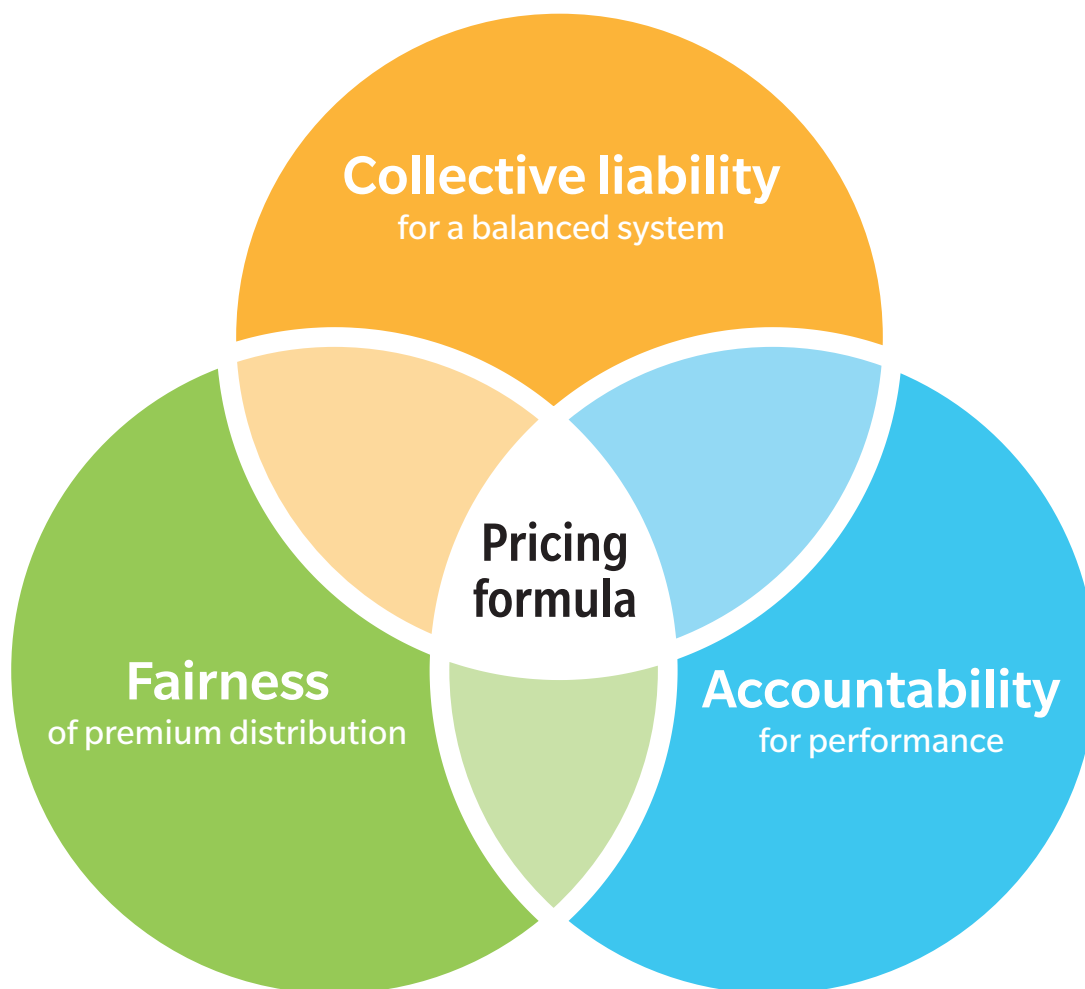 Collective liability
for a balanced system
Pricing
formula
Fairness
of premium distribution
Accountability
for performance